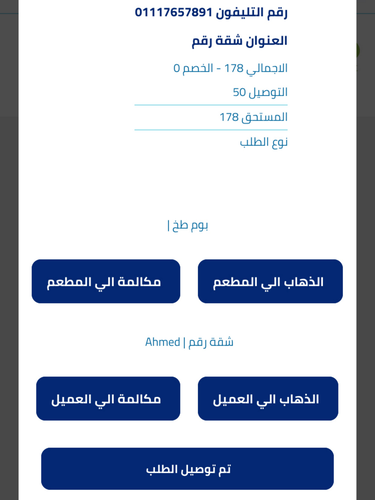 رقم التليفون 01117657891
العنوان شقة رقم
الاجمالي 178 - الخصم 0
التوصيل 50
المستحق 178
نوع الطلب
بوم طخ |
الذهاب الي المطعم
مكالمة الي المطعم
شقة رقم | Ahmed
الذهاب الي العميل
مكالمة الي العميل
تم توصيل الطلب